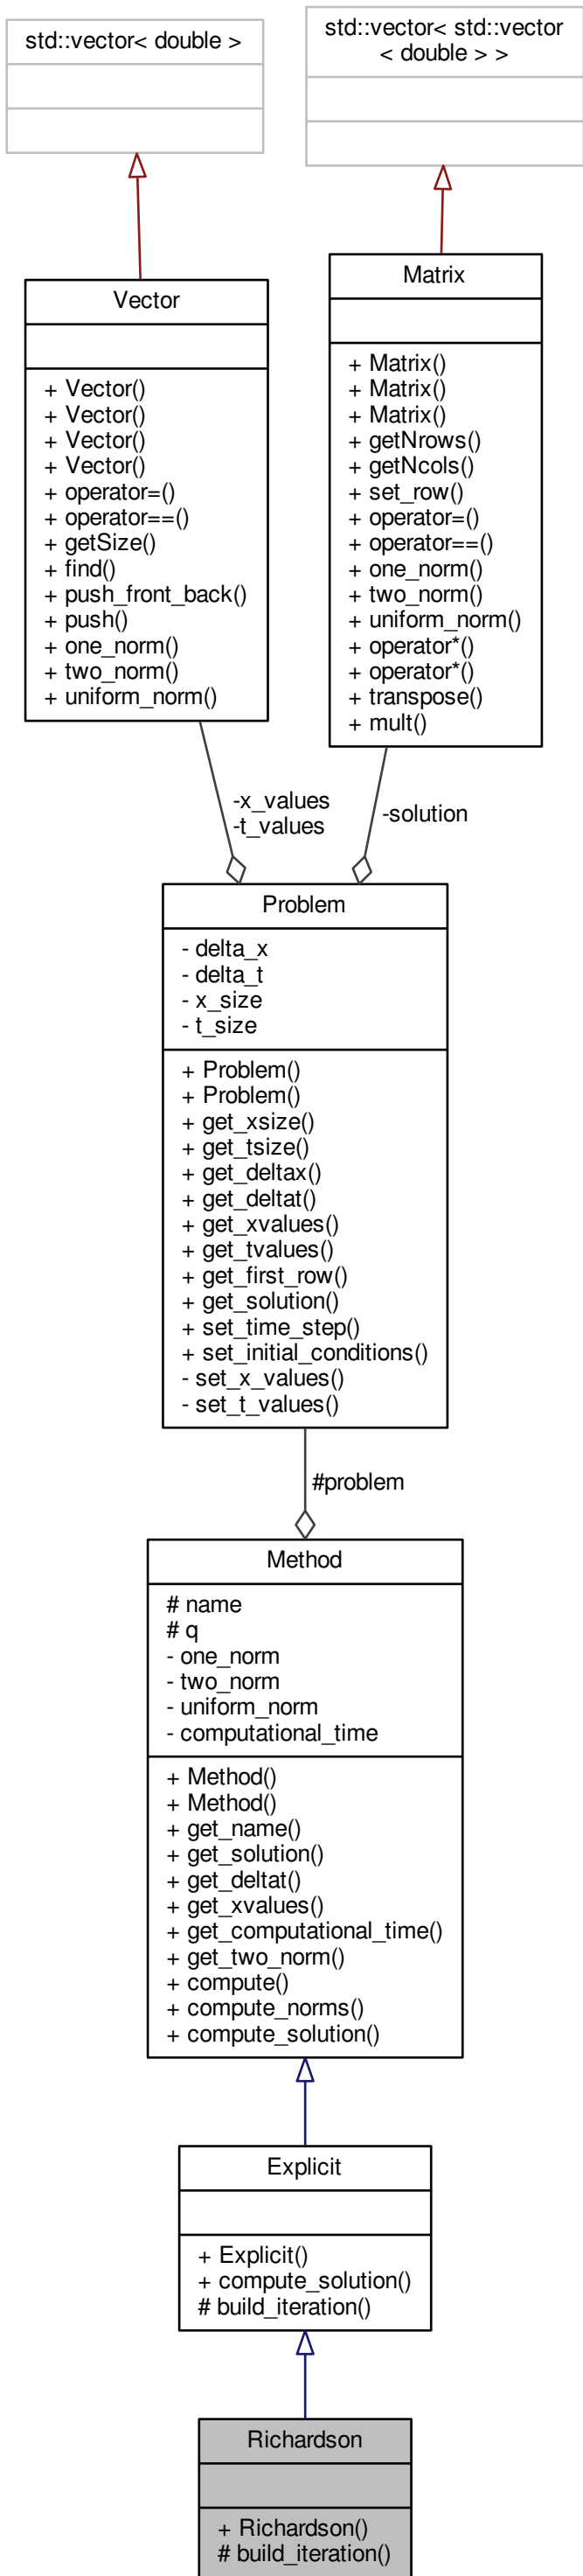 std::vector< double >
std::vector< std::vector
< double > >
Vector
+ Vector()
+ Vector()
+ Vector()
+ Vector()
+ operator=()
+ operator==()
+ getSize()
+ find()
+ push_front_back()
+ push()
+ one_norm()
+ two_norm()
+ uniform_norm()
Matrix
+ Matrix()
+ Matrix()
+ Matrix()
+ getNrows()
+ getNcols()
+ set_row()
+ operator=()
+ operator==()
+ one_norm()
+ two_norm()
+ uniform_norm()
+ operator*()
+ operator*()
+ transpose()
+ mult()
-x_values
-t_values
-solution
Problem
- delta_x
- delta_t
- x_size
- t_size
+ Problem()
+ Problem()
+ get_xsize()
+ get_tsize()
+ get_deltax()
+ get_deltat()
+ get_xvalues()
+ get_tvalues()
+ get_first_row()
+ get_solution()
+ set_time_step()
+ set_initial_conditions()
- set_x_values()
- set_t_values()
#problem
Method
# name
# q
- one_norm
- two_norm
- uniform_norm
- computational_time
+ Method()
+ Method()
+ get_name()
+ get_solution()
+ get_deltat()
+ get_xvalues()
+ get_computational_time()
+ get_two_norm()
+ compute()
+ compute_norms()
+ compute_solution()
Explicit
+ Explicit()
+ compute_solution()
# build_iteration()
Richardson
+ Richardson()
# build_iteration()